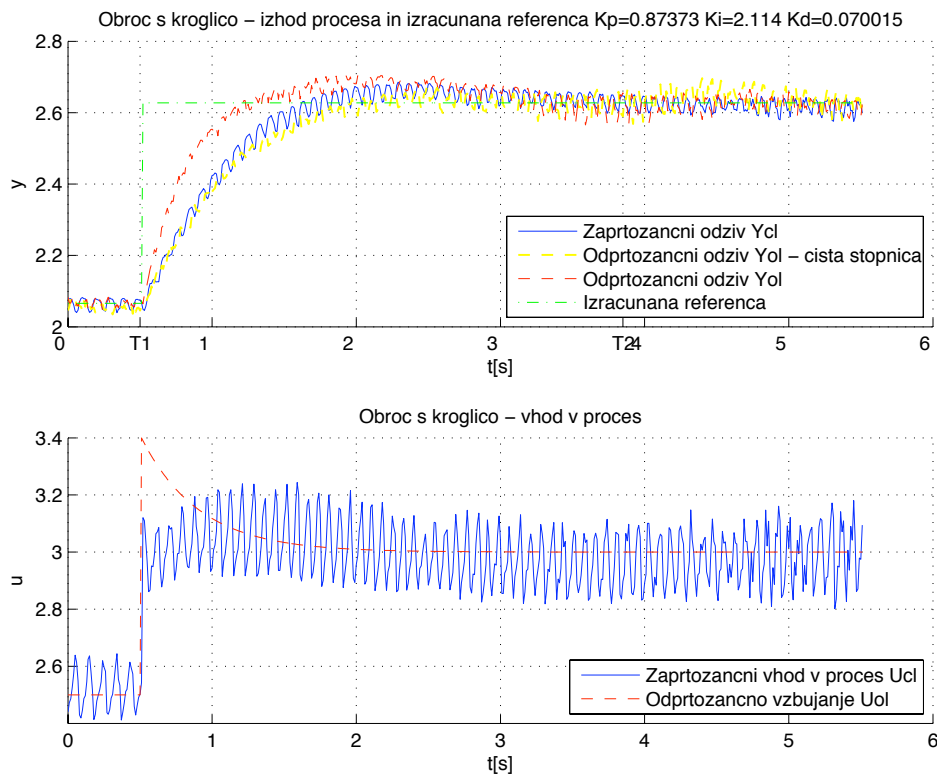 Obroc s kroglico – izhod procesa in izracunana referenca Kp=0.87373 Ki=2.114 Kd=0.070015
2.8
2.6
2.4
2.2
2
y
Zaprtozancni odziv Ycl
Odprtozancni odziv Yol – cista stopnica
Odprtozancni odziv Yol
Izracunana referenca
0 T1 1 2 3 T2 4 5 6
t[s]
Obroc s kroglico – vhod v proces
3.4
3.2
3
2.8
2.6
u
Zaprtozancni vhod v proces Ucl
Odprtozancno vzbujanje Uol
0 1 2 3 4 5 6
t[s]